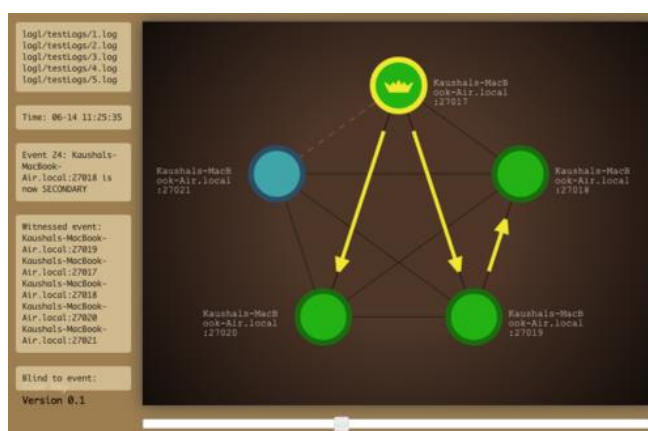 logl/testLogs/1.log
logl/testLogs/2.log
logl/testLogs/3.log
logl/testLogs/4.log
logl/testLogs/5.log
Time: 06-14 11:25:35
Event 24: Kaushals-
MacBook-
Air.local:27018 is
now SECONDARY
Witnessed event:
Kaushals-MacBook-
Air.local:27019
Kaushals-MacBook-
Air.local:27017
Kaushals-MacBook-
Air.local:27018
Kaushals-MacBook-
Air.local:27020
Kaushals-MacBook-
Air.local:27021
Blind to event:
Version 0.1
Kaushals-MacB
ook-Air.local
:27017
Kaushals-MacB
ook-Air.local
:27021
Kaushals-MacB
ook-Air.local
:27018
Kaushals-MacB
ook-Air.local
:27020
Kaushals-MacB
ook-Air.local
:27019